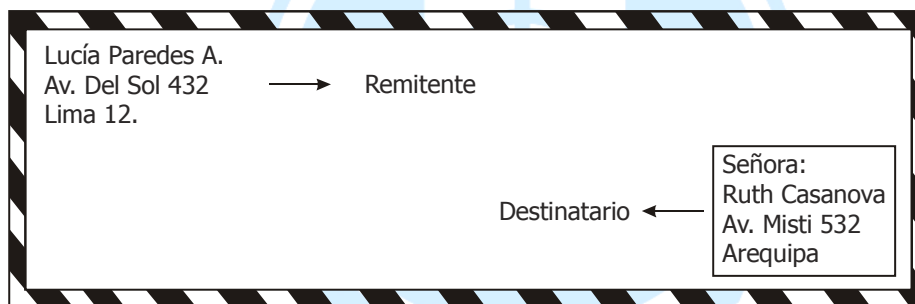 Lucía Paredes A.
Av. Del Sol 432
Lima 12.
Remitente
Destinatario
Señora:
Ruth Casanova
Av. Misti 532
Arequipa